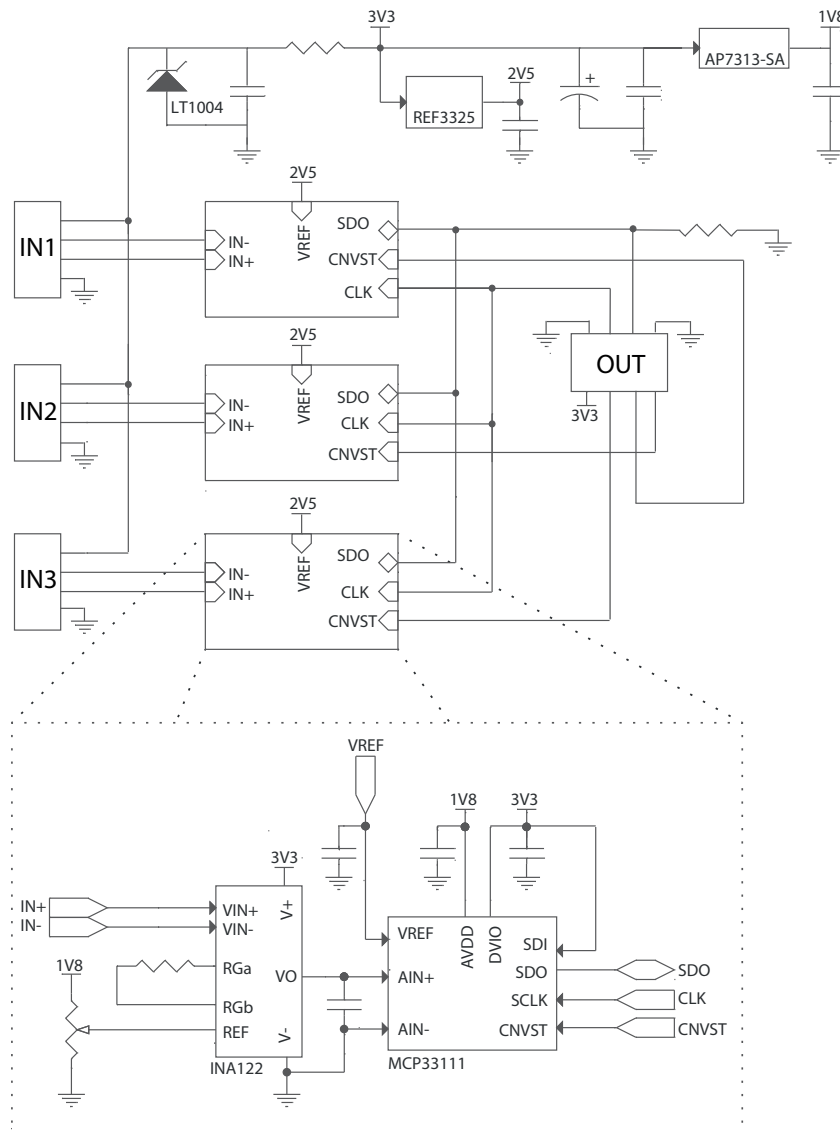 3V3
1V8
AP7313-SA
LT1004
REF3325
2V5
+
2V5
IN1
IN-
IN+
VREF
SDO
CNVST
CLK
2V5
IN2
IN-
IN+
VREF
SDO
CLK
CNVST
OUT
3V3
2V5
IN3
IN-
IN+
VREF
SDO
CLK
CNVST
VREF
1V8
3V3
3V3
IN+
IN-
VIN+
VIN-
V+
RGa
RGb
REF
VO
V-
INA122
1V8
VREF
AVDD
DVIO
SDI
SDO
SCLK
CNVST
AIN+
AIN-
MCP33111
SDO
CLK
CNVST